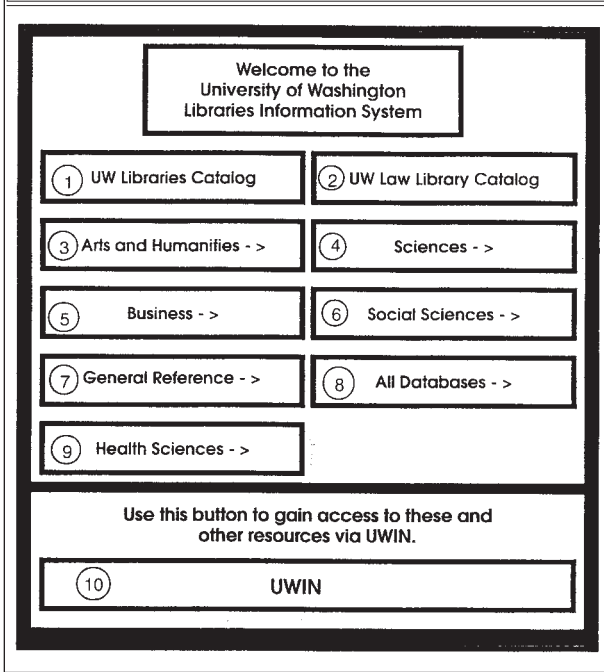 Welcome to the
University of Washington
Libraries Information System
1 UW Libraries Catalog
2 UW Law Library Catalog
3 Arts and Humanities - >
4 Sciences - >
5 Business - >
6 Social Sciences - >
7 General Reference - >
8 All Databases - >
9 Health Sciences - >
Use this button to gain access to these and
other resources via UWIN.
10 UWIN